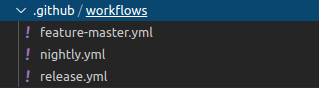 .github / workflows
! feature-master.yml
! nightly.yml
! release.yml